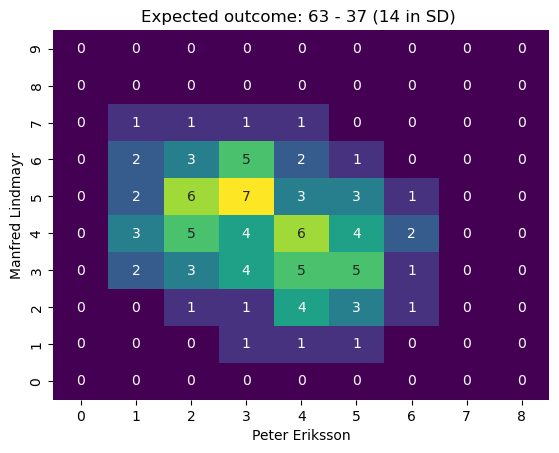 Expected outcome: 63 - 37 (14 in SD)
Manfred Lindmayr
9 0 0 0 0 0 0 0 0 0
8 0 0 0 0 0 0 0 0 0
7 0 1 1 1 1 0 0 0 0
6 0 2 3 5 2 1 0 0 0
5 0 2 6 7 3 3 1 0 0
4 0 3 5 4 6 4 2 0 0
3 0 2 3 4 5 5 1 0 0
2 0 0 1 1 4 3 1 0 0
1 0 0 0 1 1 1 0 0 0
0 0 0 0 0 0 0 0 0 0
0 1 2 3 4 5 6 7 8
Peter Eriksson